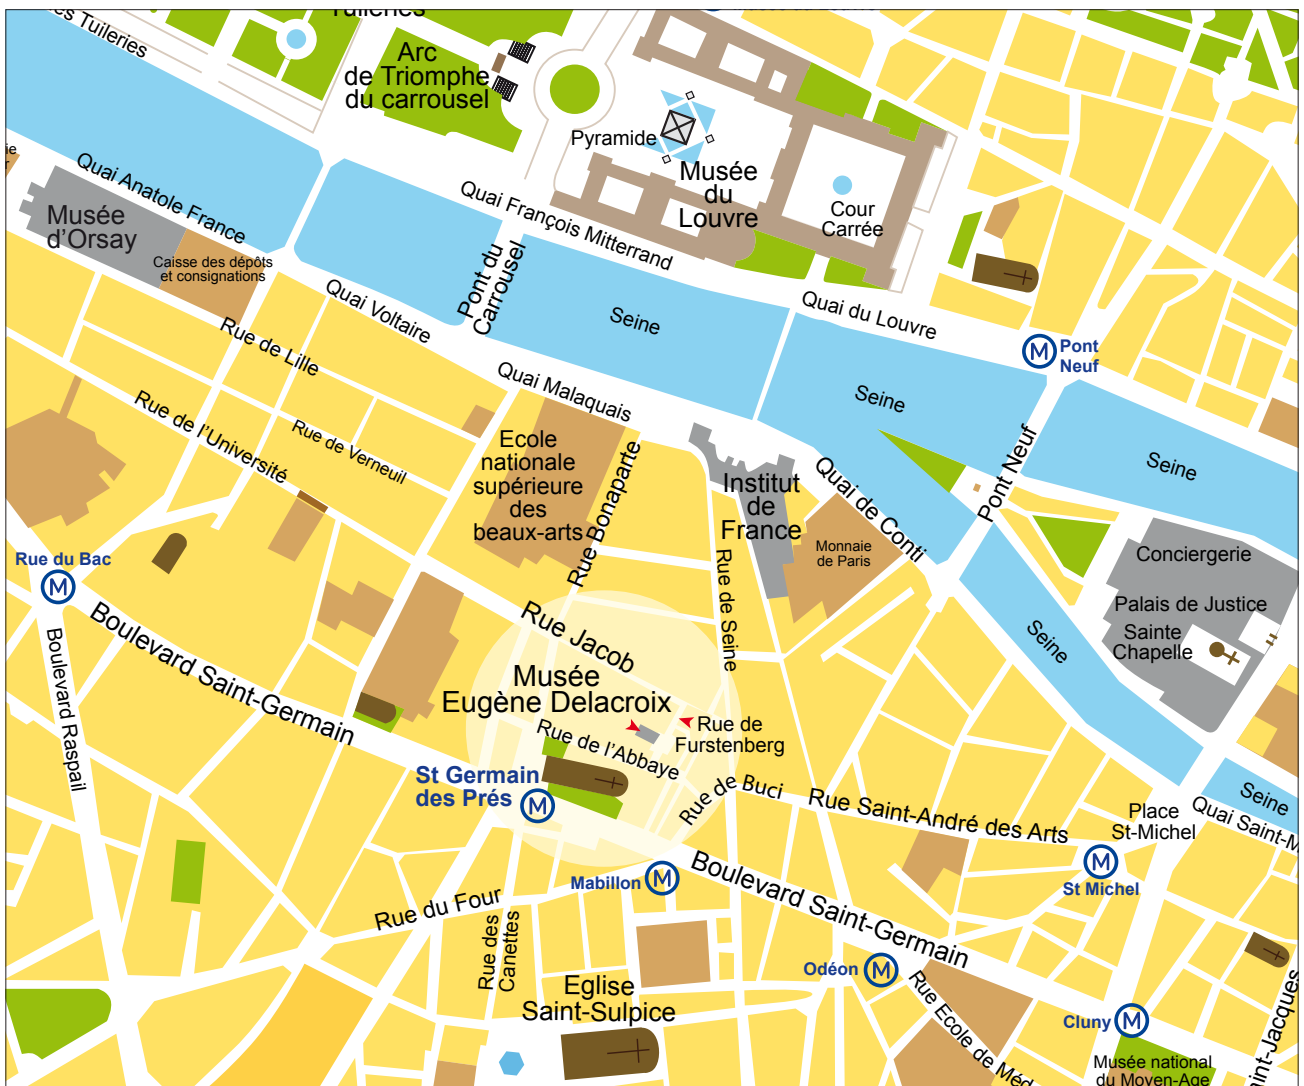 Tuileries
es Tuileries
Arc
de Triomphe
du carrousel
Pyramide
Musée
du
Louvre
Cour
Carrée
Quai Anatole France
Musée
d'Orsay
Caisse des dépôts
et consignations
Quai François Mitterrand
Pont du
Carrousel
Quai Voltaire
Seine
Quai du Louvre
M Pont
Neuf
Rue de Lille
Quai Malaquais
Seine
Rue de l'Université
Rue de Verneuil
Ecole
nationale
supérieure
des
beaux-arts
Rue Bonaparte
Institut
de
France
Quai de Conti
Pont Neuf
Seine
Monnaie
de Paris
Conciergerie
Palais de Justice
Sainte
Chapelle
Rue du Bac
M
Rue de Seine
Seine
Boulevard Saint-Germain
Boulevard Raspail
Rue Jacob
Musée
Eugène Delacroix
Rue de
Furstenberg
Rue de l'Abbaye
St Germain
des Prés
M
Rue de Buci
Rue Saint-André des Arts
Place
St-Michel
Seine
Quai Saint-M
M
St Michel
Mabillon M
Boulevard Saint-Germain
Rue du Four
Rue des
Canettes
Odéon M
Rue Ecole de Méd
Eglise
Saint-Sulpice
Cluny M
int-Jacques
Musée national
du Moyen-Age